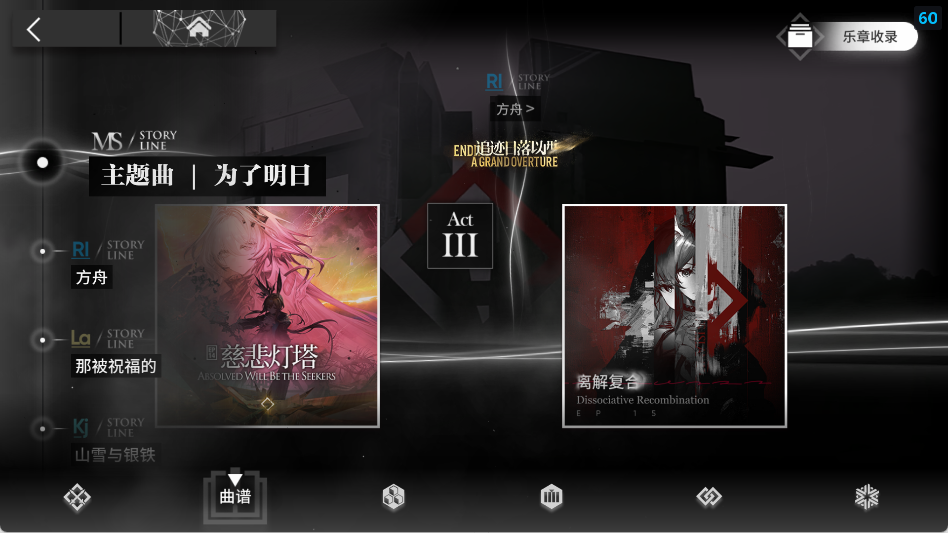 60
乐章收录
MS / STORY LINE
主题曲 | 为了明日
RI / STORY LINE
方舟 >
END 追迹日落以西
A GRAND OVERTURE
RI / STORY LINE
方舟
La / STORY LINE
那被祝福的
Kj / STORY LINE
山雪与银铁
慈悲灯塔
ABSOLVED WILL BE THE SEEKERS
Act
III
离解复合
Dissociative Recombination
EP 15
曲谱